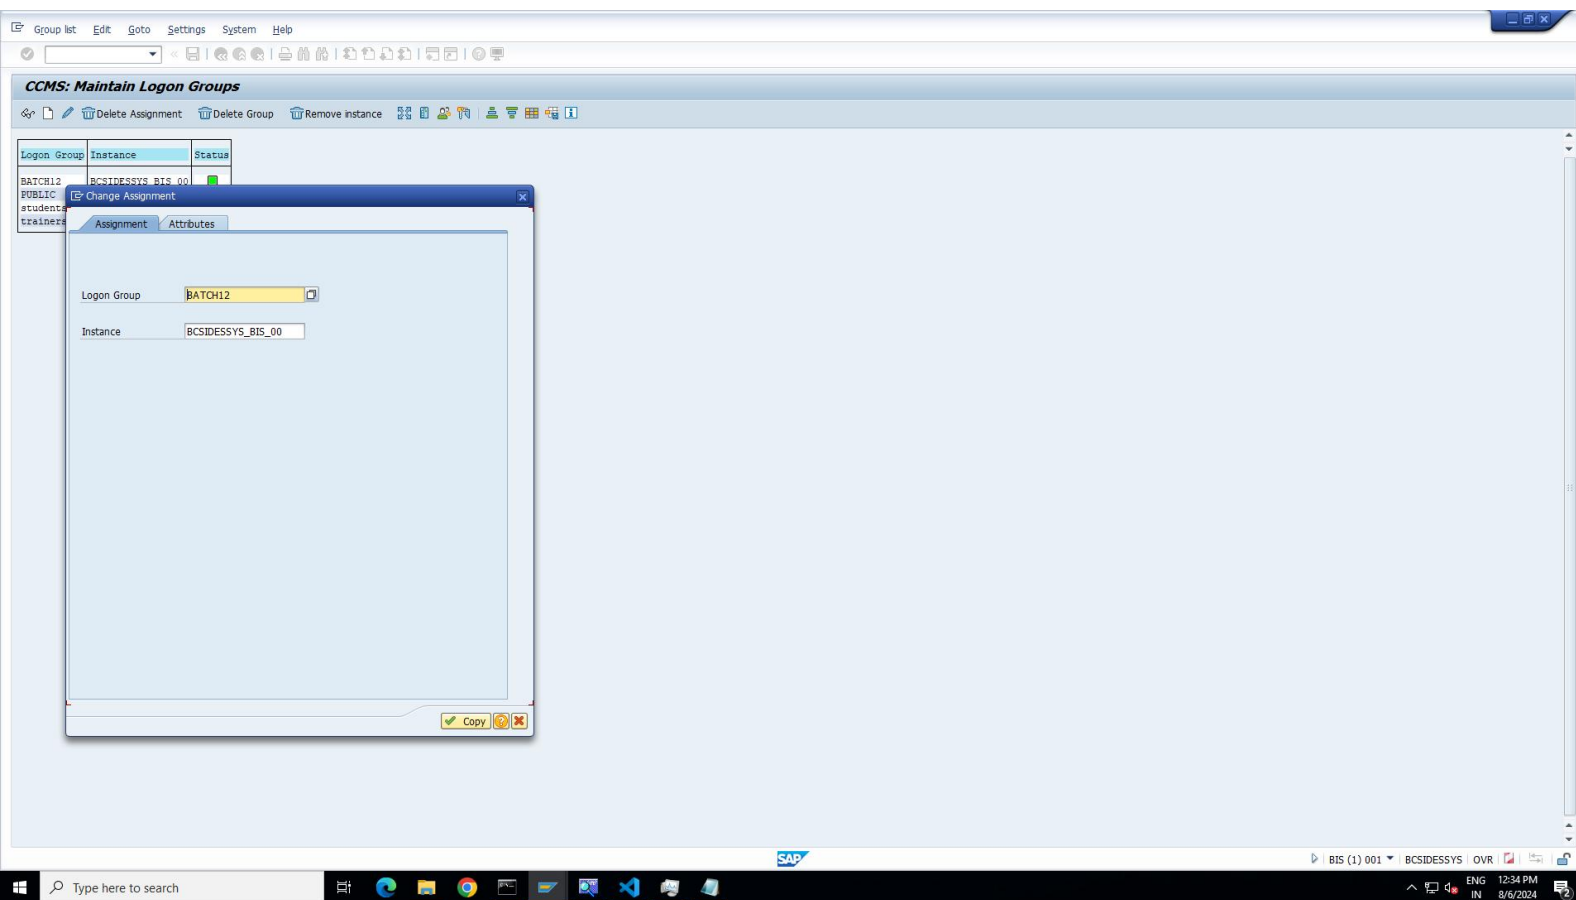 Group list Edit Goto Settings System Help
CCMS: Maintain Logon Groups
Delete Assignment Delete Group Remove instance
Logon Group Instance Status
BATCH12 BCSIDESSYS_BIS_00
PUBLIC
students
trainers
Change Assignment
Assignment Attributes
Logon Group BATCH12
Instance BCSIDESSYS_BIS_00
Copy
SAP
BIS (1) 001 BCSIDESSYS OVR
Type here to search
ENG 12:34 PM
IN 8/6/2024
2